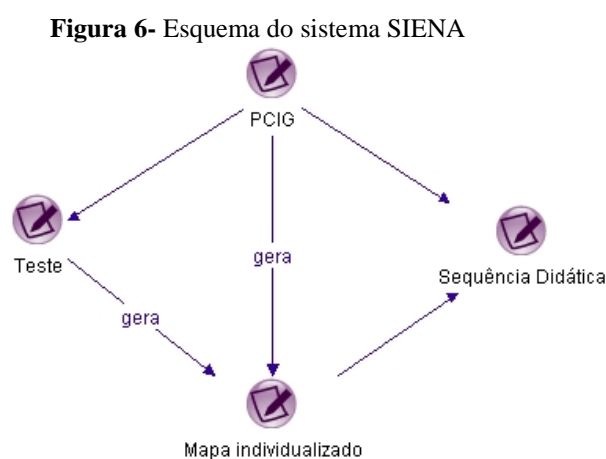 Figura 6- Esquema do sistema SIENA
PCIG
Teste
gera
Sequência Didática
gera
Mapa individualizado